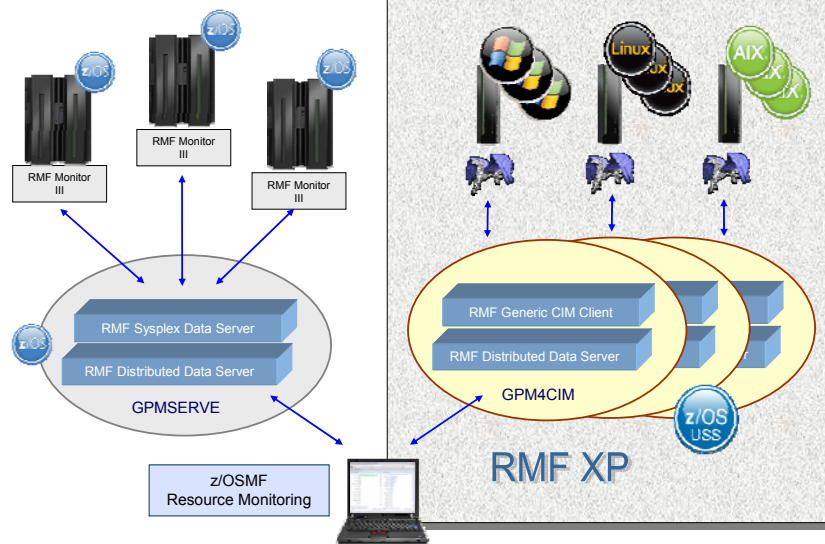 z/OS
z/OS
z/OS
RMF Monitor
III
RMF Monitor
III
RMF Monitor
III
Linux
ux
ux
AIX
X
X
RMF Sysplex Data Server
RMF Distributed Data Server
GPMSERVE
z/OS
RMF Generic CIM Client
RMF Distributed Data Server
GPM4CIM
z/OS
USS
RMF XP
z/OSMF
Resource Monitoring